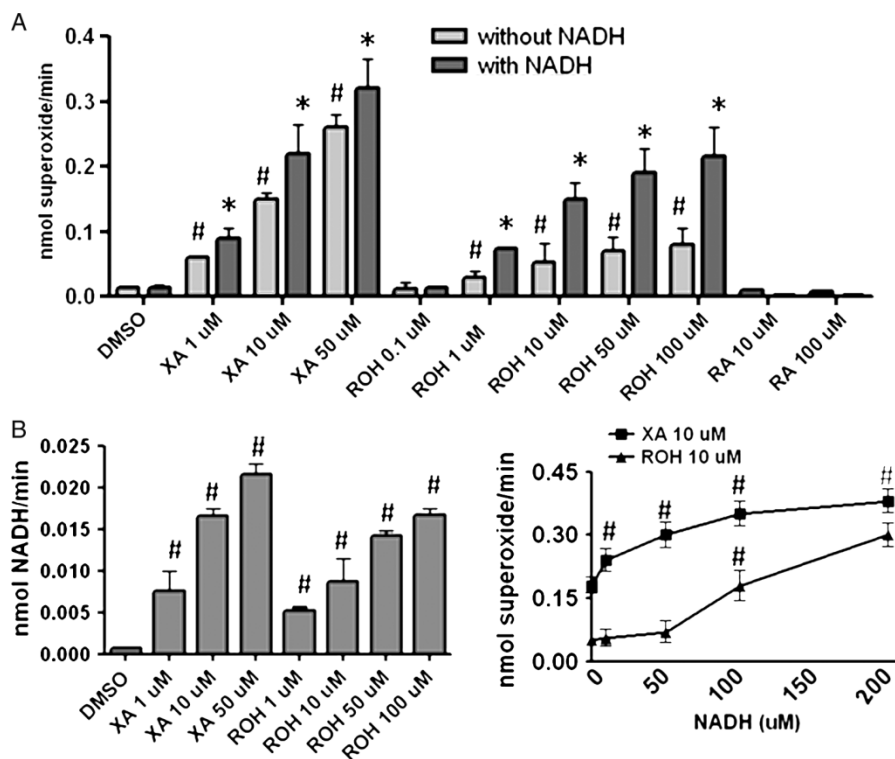 A
nmol superoxide/min
0.4
0.3
0.2
0.1
0.0
without NADH
with NADH
# * # * # *
# * # * # * # *
DMSO
XA 1 uM
XA 10 uM
XA 50 uM
ROH 0.1 uM
ROH 1 uM
ROH 10 uM
ROH 50 uM
ROH 100 uM
RA 10 uM
RA 100 uM
B
nmol NADH/min
0.025
0.020
0.015
0.010
0.005
0.000
# # # # # # #
DMSO
XA 1 uM
XA 10 uM
XA 50 uM
ROH 1 uM
ROH 10 uM
ROH 50 uM
ROH 100 uM
XA 10 uM
ROH 10 uM
nmol superoxide/min
0.45
0.30
0.15
0.00
# # # #
#
0
50
100
150
200
NADH (uM)